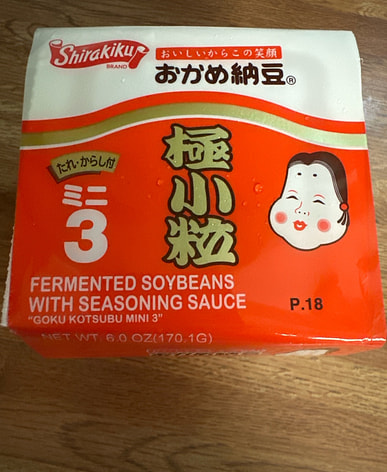 Shirakiku
BRAND
おいしいからこの笑顔
おかめ納豆®
たれ・からし付
ミニ
3
極小粒
FERMENTED SOYBEANS
WITH SEASONING SAUCE
"GOKU KOTSUBU MINI 3"
P.18
NET WT. 6.0 OZ(170.1G)